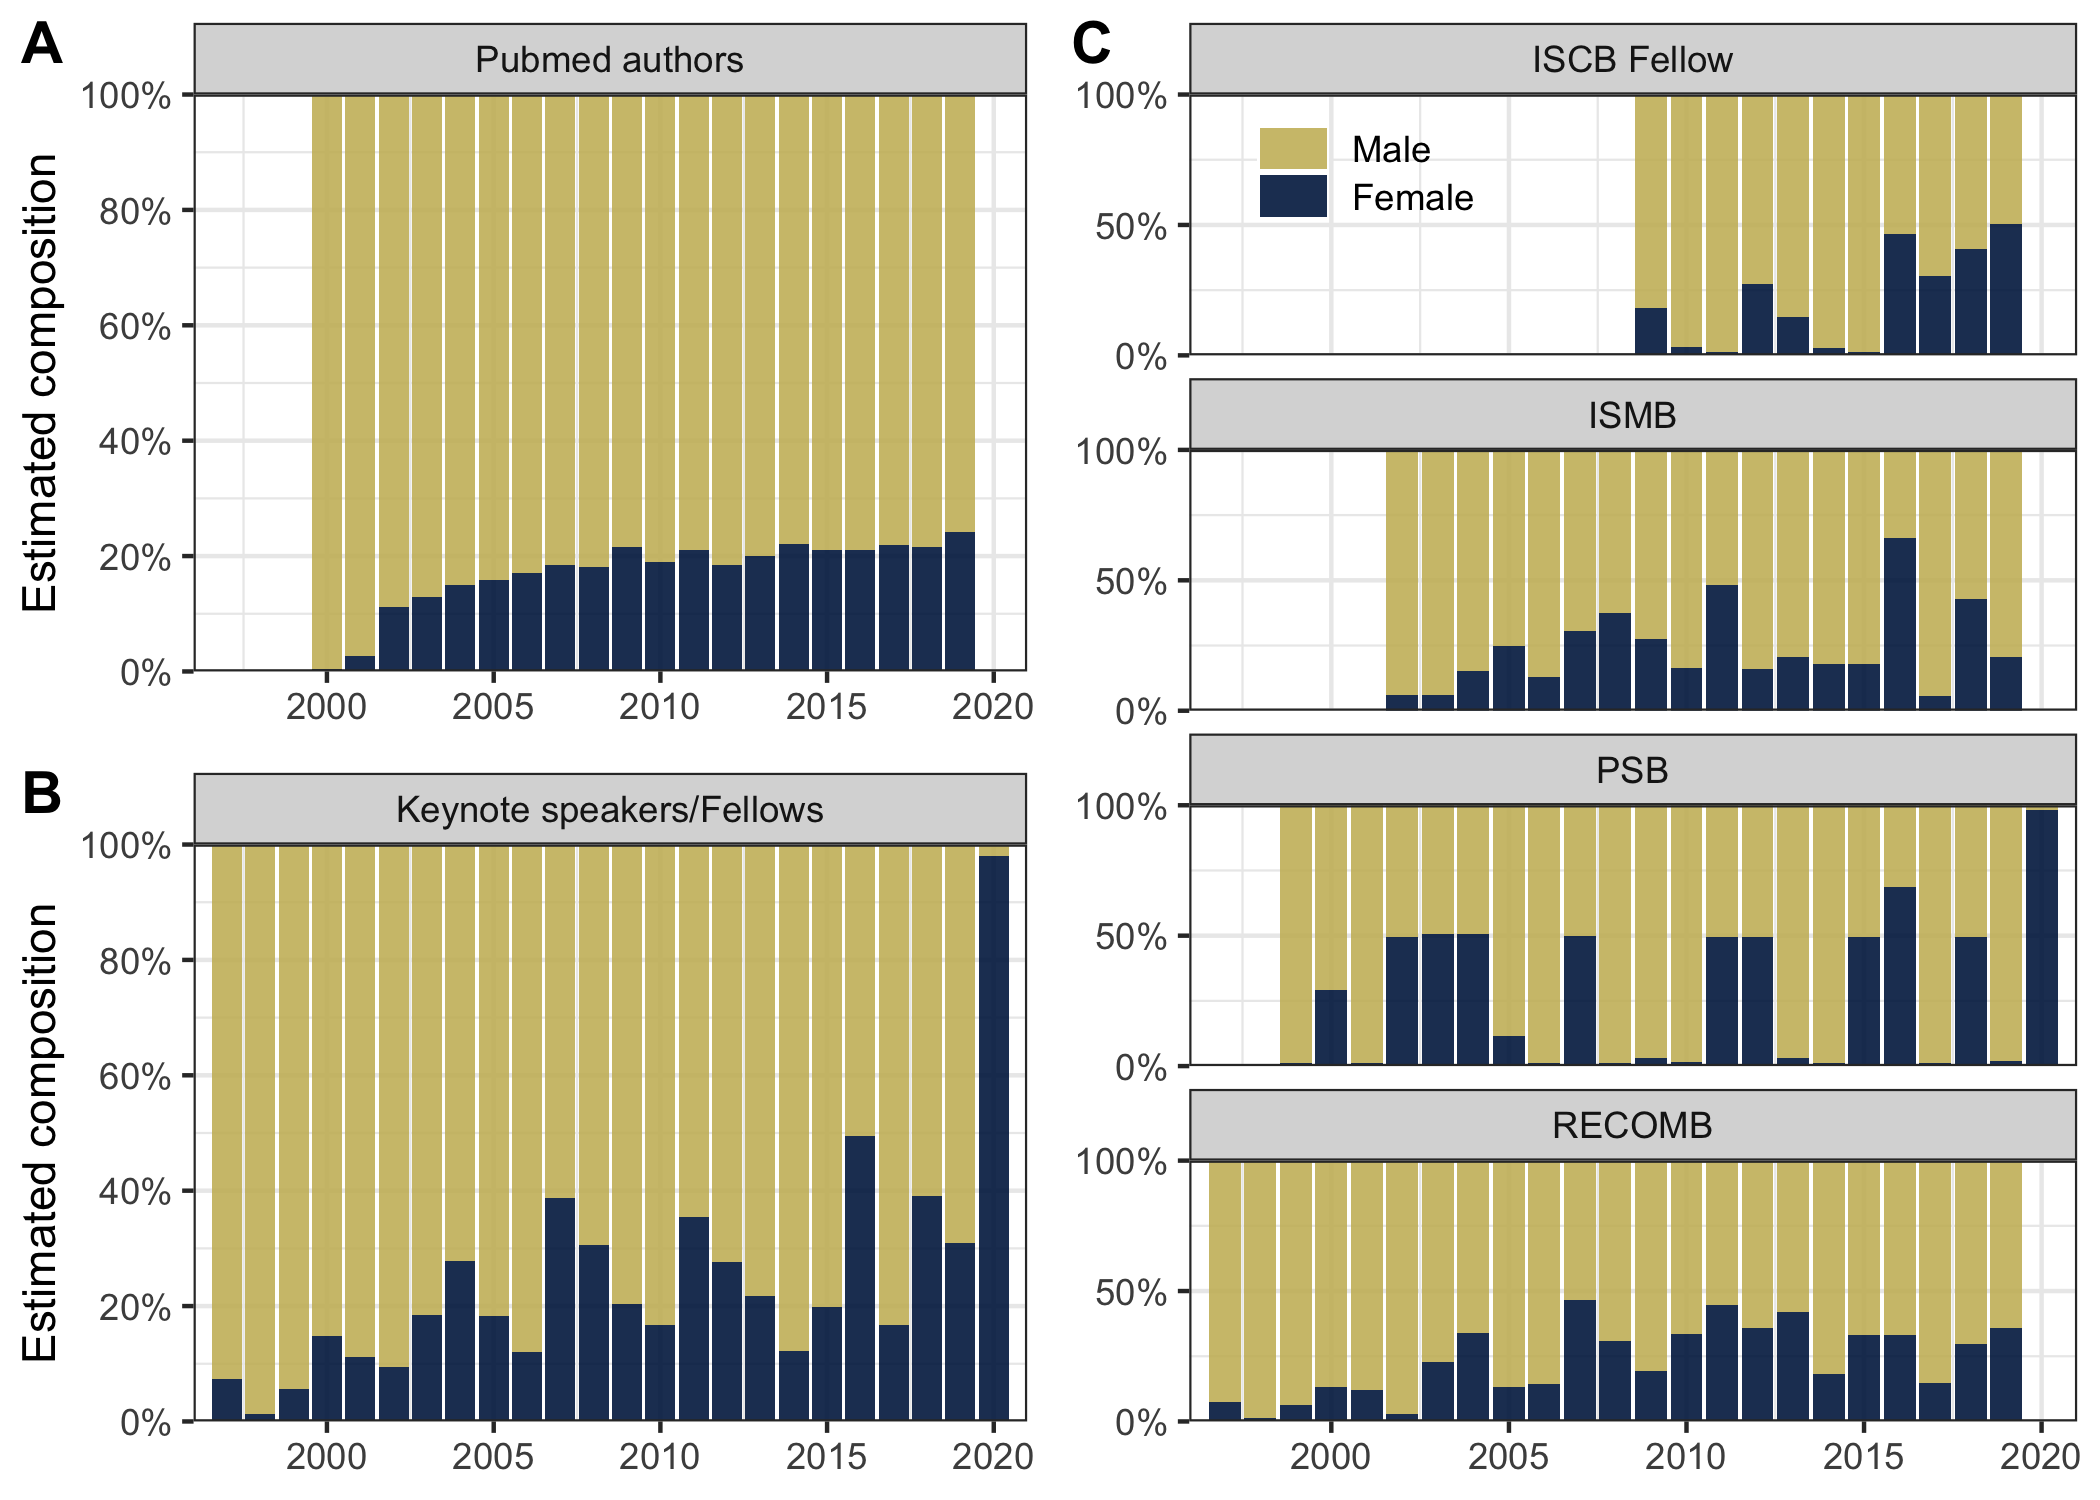 A
Pubmed authors
Estimated composition
100%
80%
60%
40%
20%
0%
2000 2005 2010 2015 2020
B
Keynote speakers/Fellows
Estimated composition
100%
80%
60%
40%
20%
0%
2000 2005 2010 2015 2020
C
ISCB Fellow
100%
50%
0%
Male
Female
ISMB
100%
50%
0%
PSB
100%
50%
0%
RECOMB
100%
50%
0%
2000 2005 2010 2015 2020